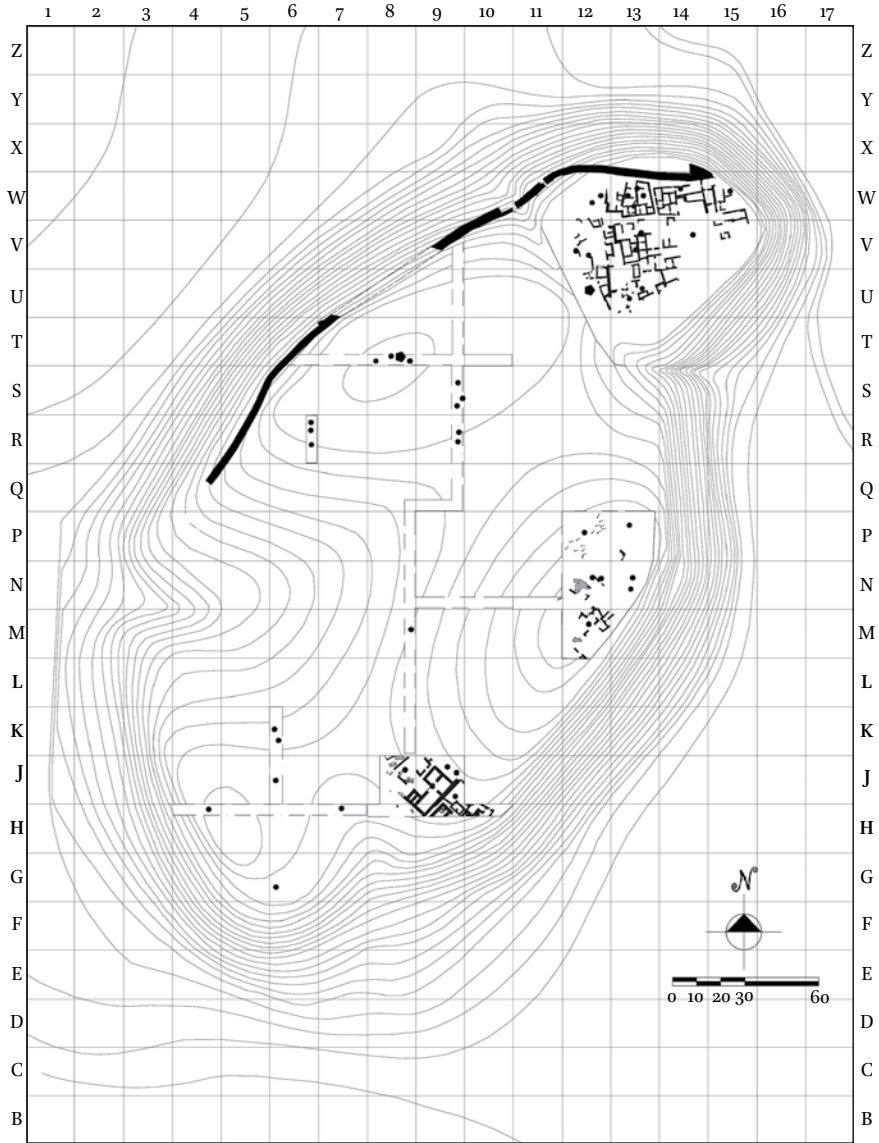 1 2 3 4 5 6 7 8 9 10 11 12 13 14 15 16 17
Z Z
Y Y
X X
W W
V V
U U
T T
S S
R R
Q Q
P P
N N
M M
L L
K K
J J
H H
G N G
F F
E E
0 10 20 30 60
D D
C C
B B